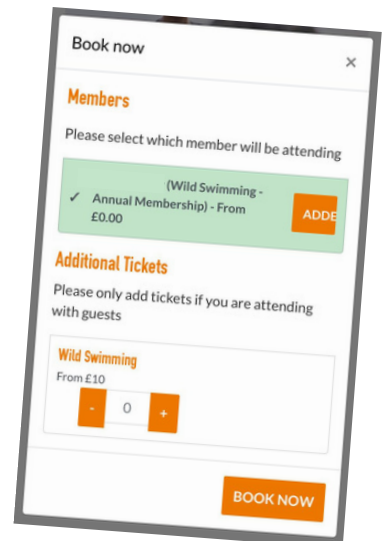 Book now
×
Members
Please select which member will be attending
✓ (Wild Swimming -
Annual Membership) - From
£0.00
ADDE
Additional Tickets
Please only add tickets if you are attending
with guests
Wild Swimming
From £10
- 0 +
BOOK NOW